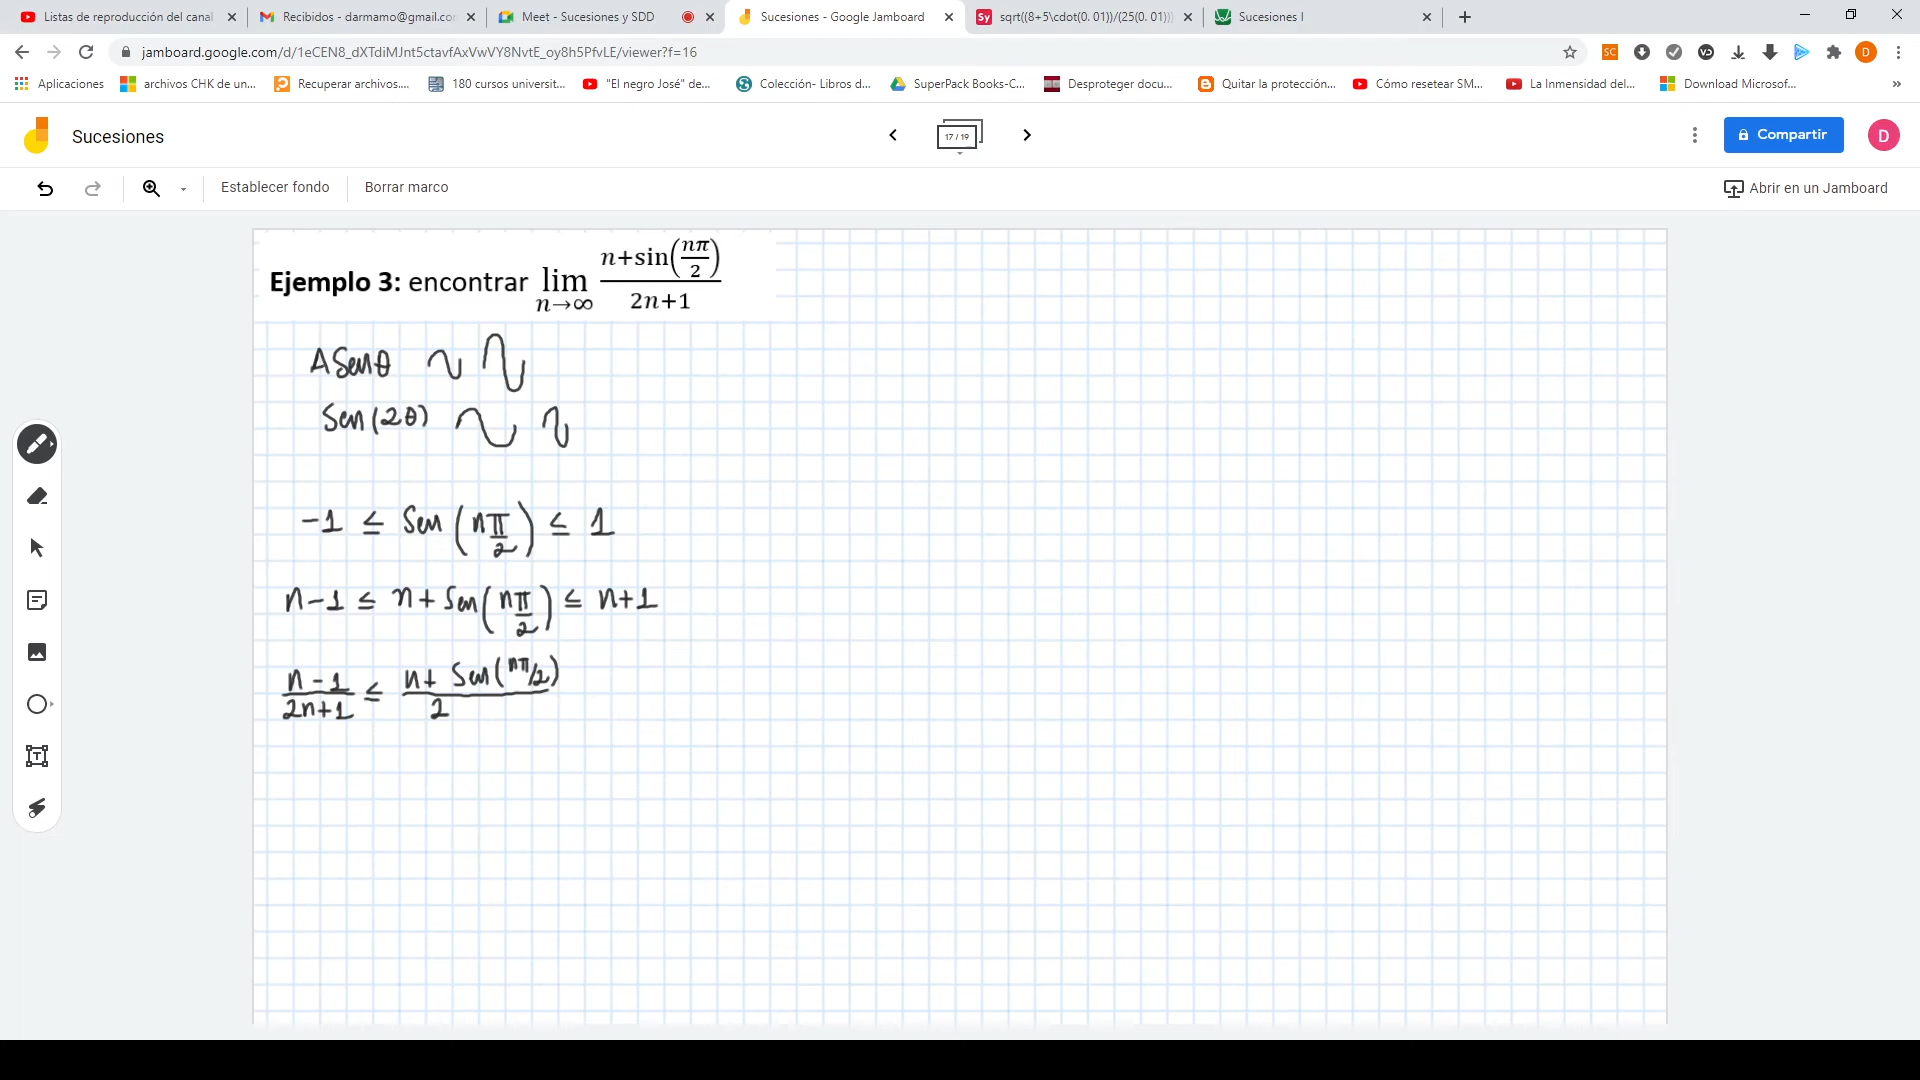 Listas de reproducción del canal
Recibidos - darmamo@gmail.co
Meet - Sucesiones y SDD
Sucesiones - Google Jamboard
sqrt((8+5\cdot(0. 01))/(25(0. 01)))
Sucesiones I
jamboard.google.com/d/1eCEN8_dXTdiMJnt5ctavfAxVwVY8NvtE_oy8h5PfvLE/viewer?f=16
SC
D
Aplicaciones
archivos CHK de un...
Recuperar archivos....
180 cursos universit...
"El negro José" de...
Colección- Libros d...
SuperPack Books-C...
Desproteger docu...
Quitar la protección...
Cómo resetear SM...
La Inmensidad del...
Download Microsof...
»
Sucesiones
17 / 19
Compartir
D
Establecer fondo
Borrar marco
Abrir en un Jamboard
Ejemplo 3: encontrar lim n→∞ (n+sin(nπ/2))/(2n+1)
A Sen θ
Sen (2θ)
-1 ≤ Sen (nπ/2) ≤ 1
n-1 ≤ n + Sen (nπ/2) ≤ n+1
(n-1)/(2n+1) ≤ (n+ Sen(nπ/2))/2